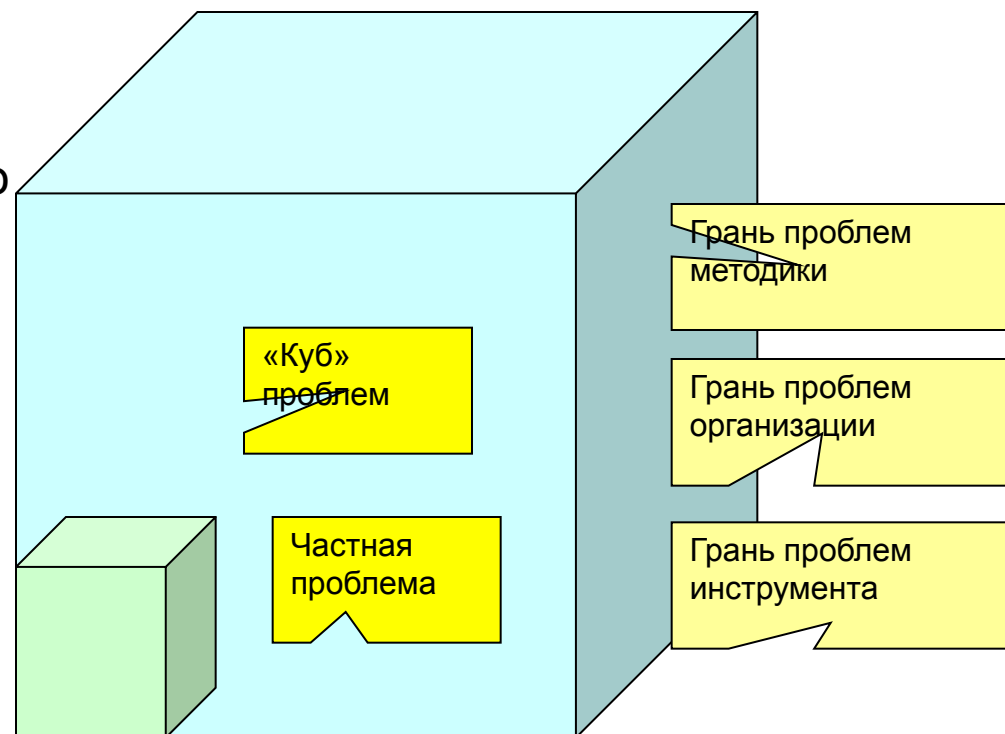 о
Грань проблем
методики
«Куб»
проблем
Грань проблем
организации
Частная
проблема
Грань проблем
инструмента